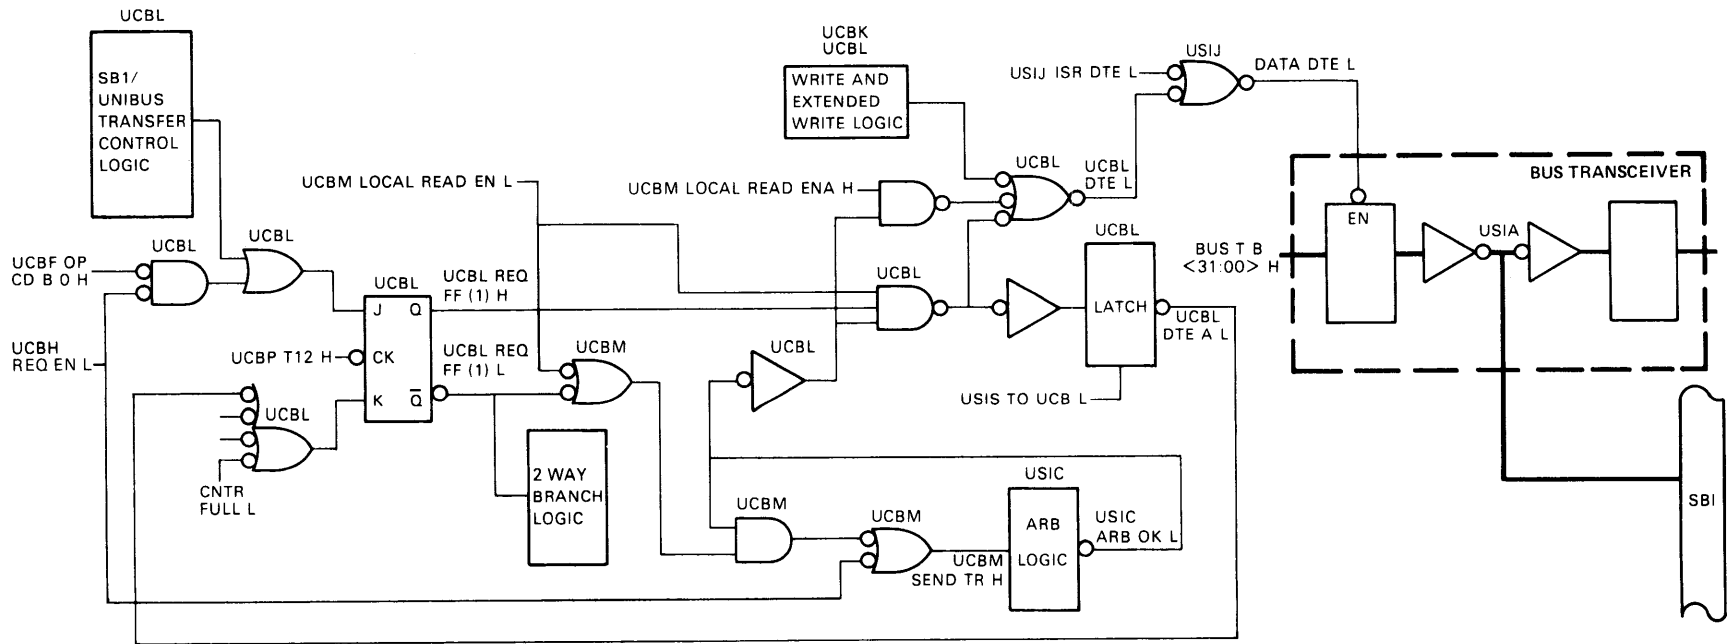 UCBL
SB1/
UNIBUS
TRANSFER
CONTROL
LOGIC
UCBK
UCBL
WRITE AND
EXTENDED
WRITE LOGIC
USIJ
USIJ ISR DTE L
DATA DTE L
UCBM LOCAL READ EN L
UCBM LOCAL READ ENA H
UCBL
UCBL
DTE L
BUS TRANSCEIVER
EN
USIA
BUS T B
<31:00> H
UCBF OP
CD B 0 H
UCBL
UCBL
UCBH
REQ EN L
UCBL
J
Q
CK
K
Q̅
UCBP T12 H
UCBL REQ
FF (1) H
UCBL REQ
FF (1) L
UCBL
CNTR
FULL L
UCBM
2 WAY
BRANCH
LOGIC
UCBL
UCBL
UCBL
LATCH
UCBL
DTE A L
USIS TO UCB L
UCBM
UCBM
UCBM
SEND TR H
USIC
ARB
LOGIC
USIC
ARB OK L
SBI